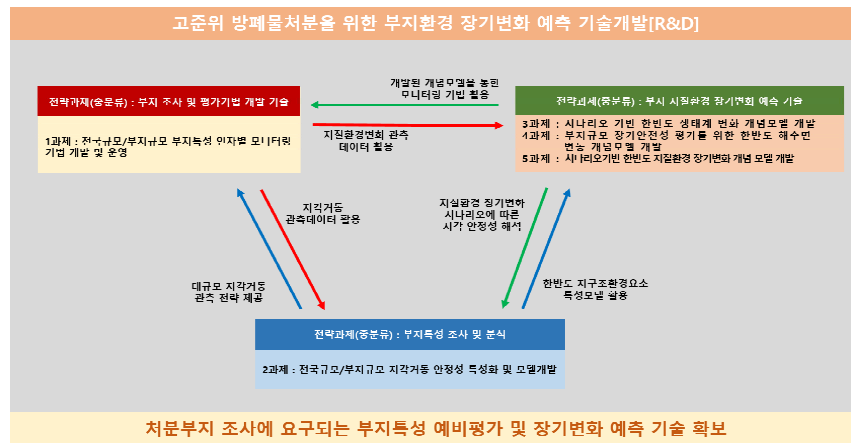 고준위 방폐물처분을 위한 부지환경 장기변화 예측 기술개발[R&D]
개발된 개념모델을 통한
모니터링 기법 활용
전략과제(중분류) : 부지 조사 및 평가기법 개발 기술
1과제 : 전국규모/부지규모 부지특성 인자별 모니터링
기법 개발 및 운영
지질환경변화 관측
데이터 활용
전략과제(중분류) : 부지 지질환경 장기변화 예측 기술
3과제 : 시나리오 기반 한반도 생태계 변화 개념모델 개발
4과제 : 부지규모 장기안전성 평가를 위한 한반도 해수면
변동 개념모델 개발
5과제 : 시나리오기반 한반도 지질환경 장기변화 개념 모델 개발
지각거동
관측데이터 활용
지질환경 장기변화
시나리오에 따른
지각 안정성 해석
대규모 지각거동
관측 전략 제공
한반도 지구조환경요소
특성모델 활용
전략과제(중분류) : 부지특성 조사 및 분석
2과제 : 전국규모/부지규모 지각거동 안정성 특성화 및 모델개발
처분부지 조사에 요구되는 부지특성 예비평가 및 장기변화 예측 기술 확보